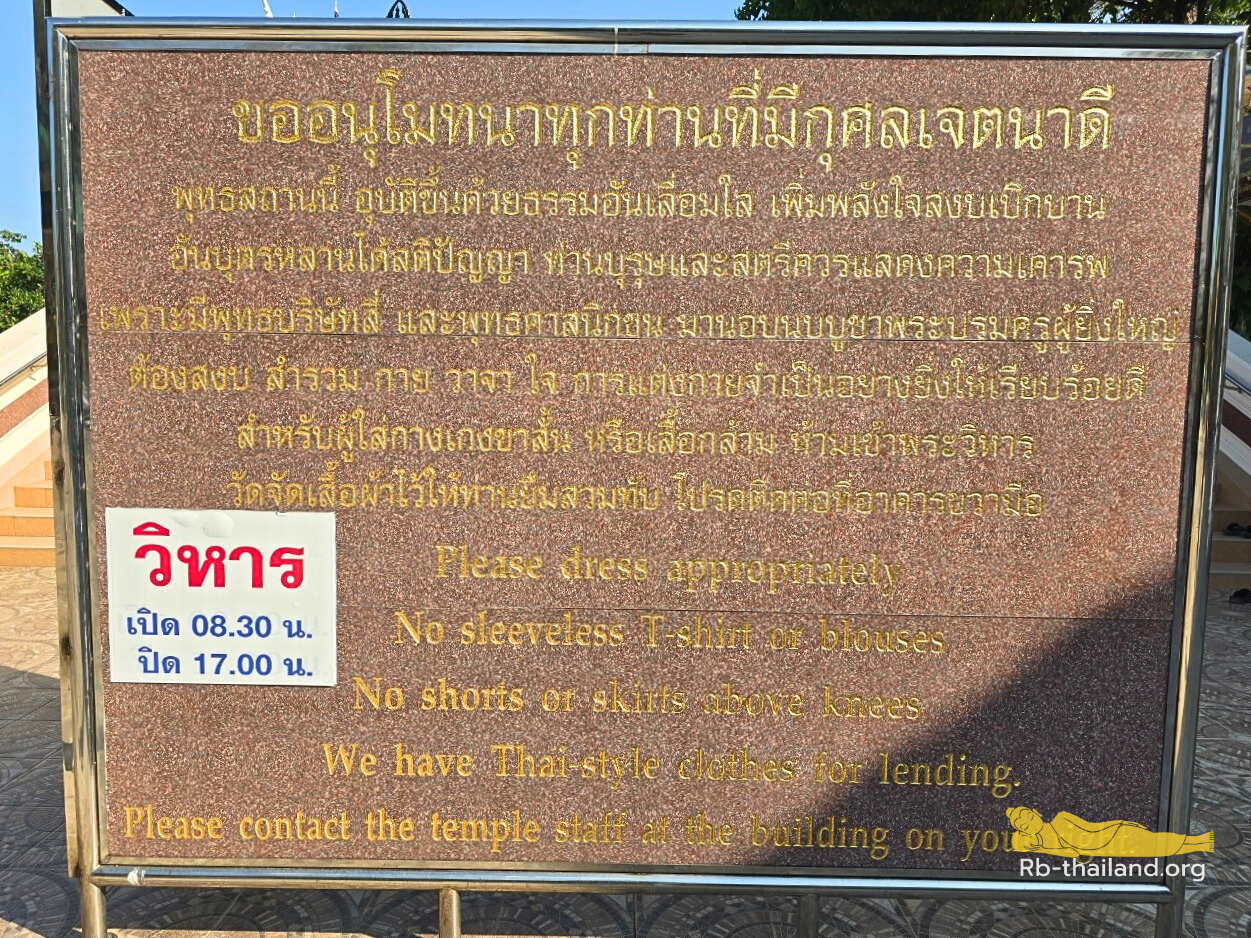 ขออนุโมทนาทุกท่านที่มีกุศลเจตนาดี
พุทธสถานนี้ อุบัติขึ้นด้วยธรรมอันเลื่อมใส เพิ่มพลังใจสงบเบิกบาน
อันบุตรหลานได้สติปัญญา ท่านบุรุษและสตรีควรแสดงความเคารพ
เพราะมีพุทธบริษัทสี่ และพุทธศาสนิกชน มานอบนบบูชาพระบรมครูผู้ยิ่งใหญ่
ต้องสงบ สำรวม กาย วาจา ใจ การแต่งกายจำเป็นอย่างยิ่งให้เรียบร้อยดี
สำหรับผู้ใส่กางเกงขาสั้น หรือเสื้อกล้าม ห้ามเข้าพระวิหาร
วัดจัดเสื้อผ้าไว้ให้ท่านยืมสวมทับ โปรดติดต่อที่อาคารขวามือ
วิหาร
เปิด 08.30 น.
ปิด 17.00 น.
Please dress appropriately
No sleeveless T-shirt or blouses
No shorts or skirts above knees
We have Thai-style clothes for lending.
Please contact the temple staff at the building on
Rb-thailand.org